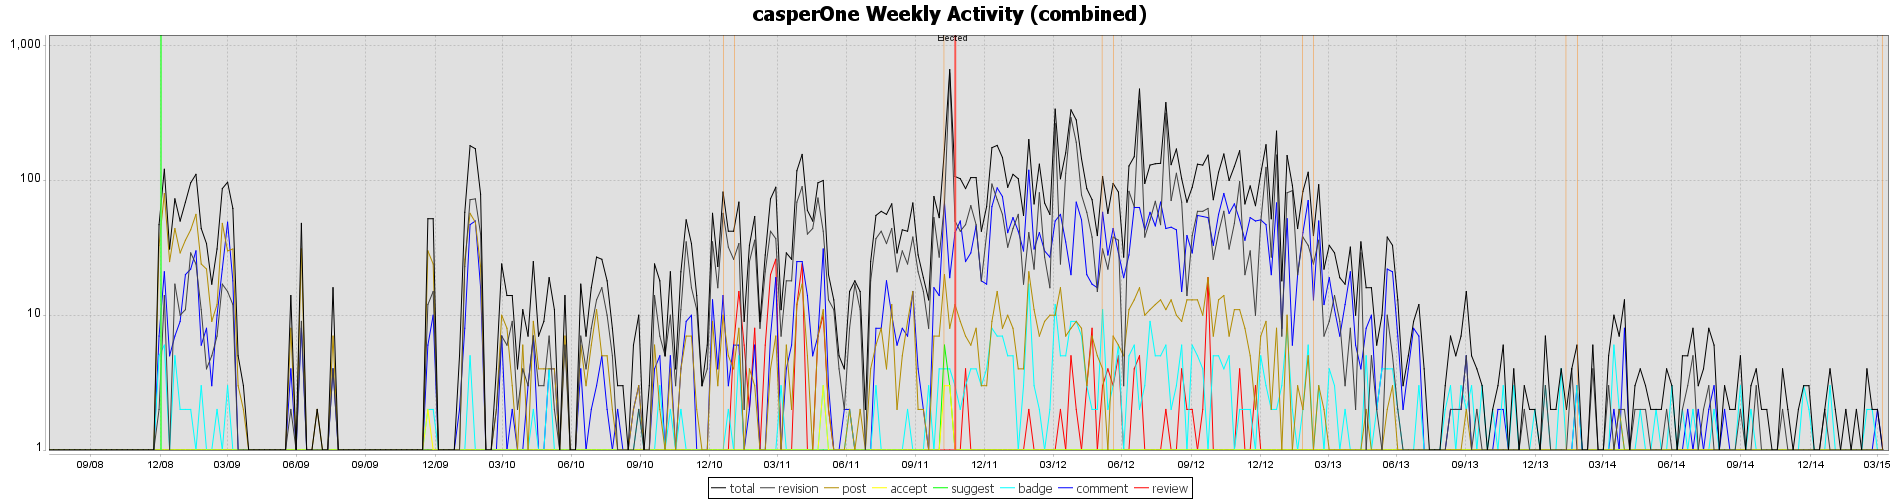 casperOne Weekly Activity (combined)
Elected
1,000
100
10
1
09/08 12/08 03/09 06/09 09/09 12/09 03/10 06/10 09/10 12/10 03/11 06/11 09/11 12/11 03/12 06/12 09/12 12/12 03/13 06/13 09/13 12/13 03/14 06/14 09/14 12/14 03/15
total revision post accept suggest badge comment review